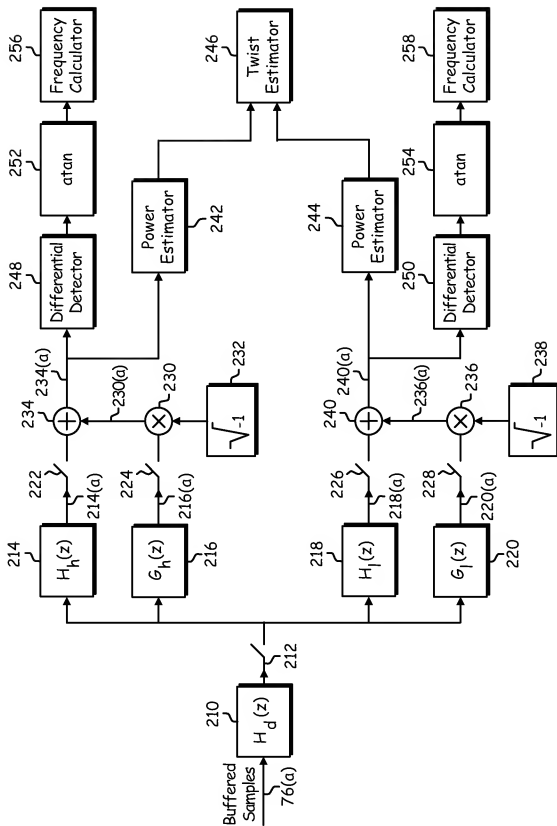 Buffered
Samples
76(a)
210
H_d(z)
212
214
H_h(z)
222
214(a)
234
234(a)
248
Differential
Detector
252
atan
256
Frequency
Calculator
216
G_h(z)
224
216(a)
230(a)
230
232
√-1
242
Power
Estimator
246
Twist
Estimator
218
H_l(z)
226
218(a)
240
240(a)
244
Power
Estimator
220
G_l(z)
228
220(a)
236(a)
236
238
√-1
250
Differential
Detector
254
atan
258
Frequency
Calculator